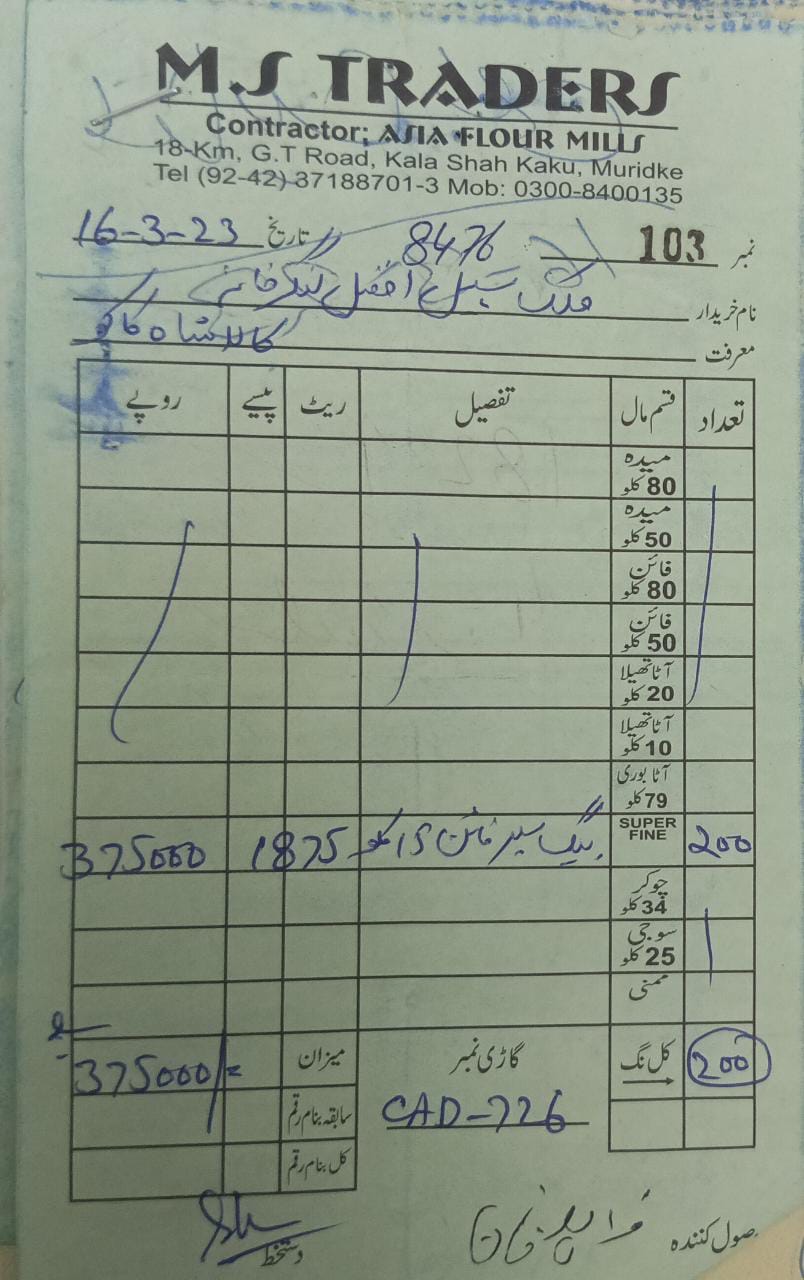 M.S TRADERS
Contractor; ASIA FLOUR MILLS
18-Km, G.T Road, Kala Shah Kaku, Muridke
Tel (92-42)-37188701-3 Mob: 0300-8400135
نمبر 103 8476 تاریخ 16-3-23
نام خریدار ملک سہیل افضل لنگر خانہ
معرفت کالا شاہ کاکو
تعداد قسم مال تفصیل ریٹ پیسے روپے
میدہ 80 کلو
میدہ 50 کلو
فائن 80 کلو
فائن 50 کلو
آٹا تھیلا 20 کلو
آٹا تھیلا 10 کلو
آٹا بوری 79 کلو
200 SUPER FINE بیگ سپر فائن 15 کلو 1875 375000
چوکر 34 کلو
سوجی 25 کلو
ممنی
200 کل نگ گاڑی نمبر میزان 375000/=
CAD-726 سابقہ بنام رقم
کل بنام رقم
وصول کنندہ دستخط